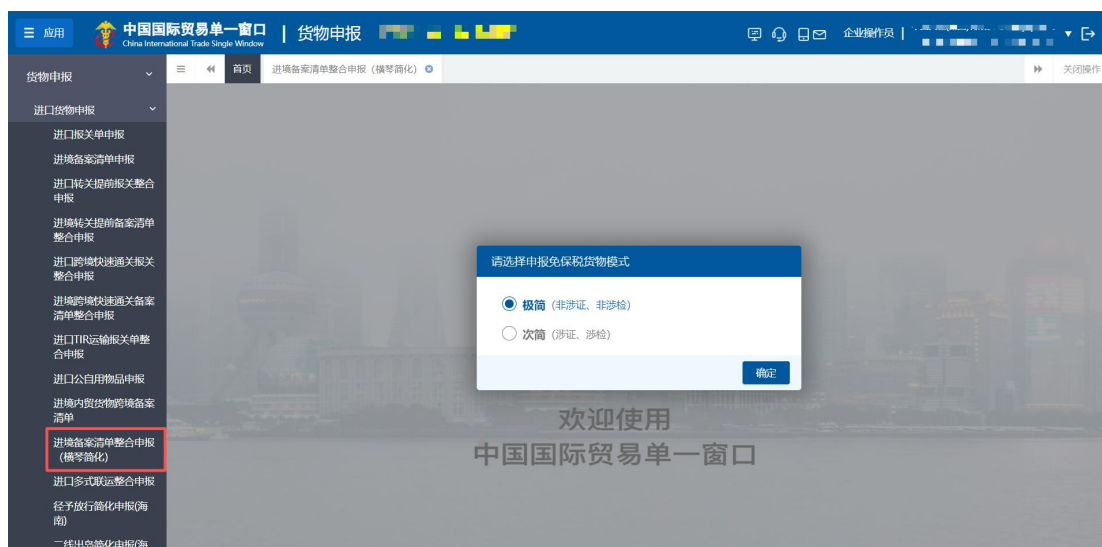 应用
中国国际贸易单一窗口
China International Trade Single Window
货物申报
企业操作员
货物申报
首页
进境备案清单整合申报（横琴简化）
关闭操作
进口货物申报
进口报关单申报
进境备案清单申报
进口转关提前报关整合
申报
进境转关提前备案清单
整合申报
进口跨境快速通关报关
整合申报
进境跨境快速通关备案
清单整合申报
进口TIR运输报关单整
合申报
进口公自用物品申报
进境内贸货物跨境备案
清单
进境备案清单整合申报
（横琴简化）
进口多式联运整合申报
径予放行简化申报(海
南)
二线出岛简化申报(海
请选择申报免保税货物模式
极简（非涉证、非涉检）
次简（涉证、涉检）
确定
欢迎使用
中国国际贸易单一窗口